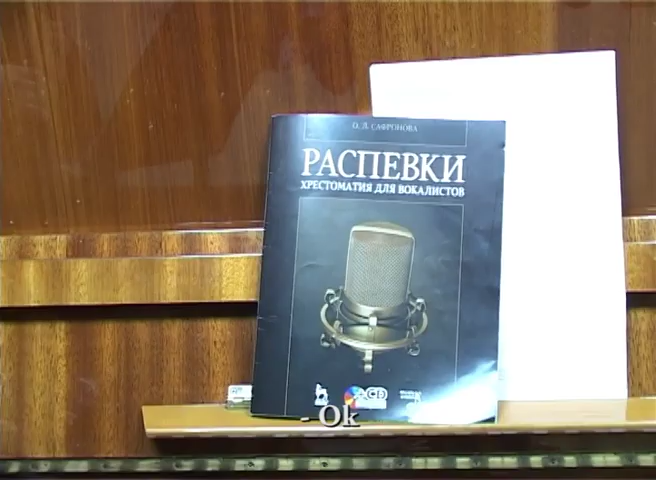 О. Л. САФРОНОВА
РАСПЕВКИ
ХРЕСТОМАТИЯ ДЛЯ ВОКАЛИСТОВ
+CD
- Ok